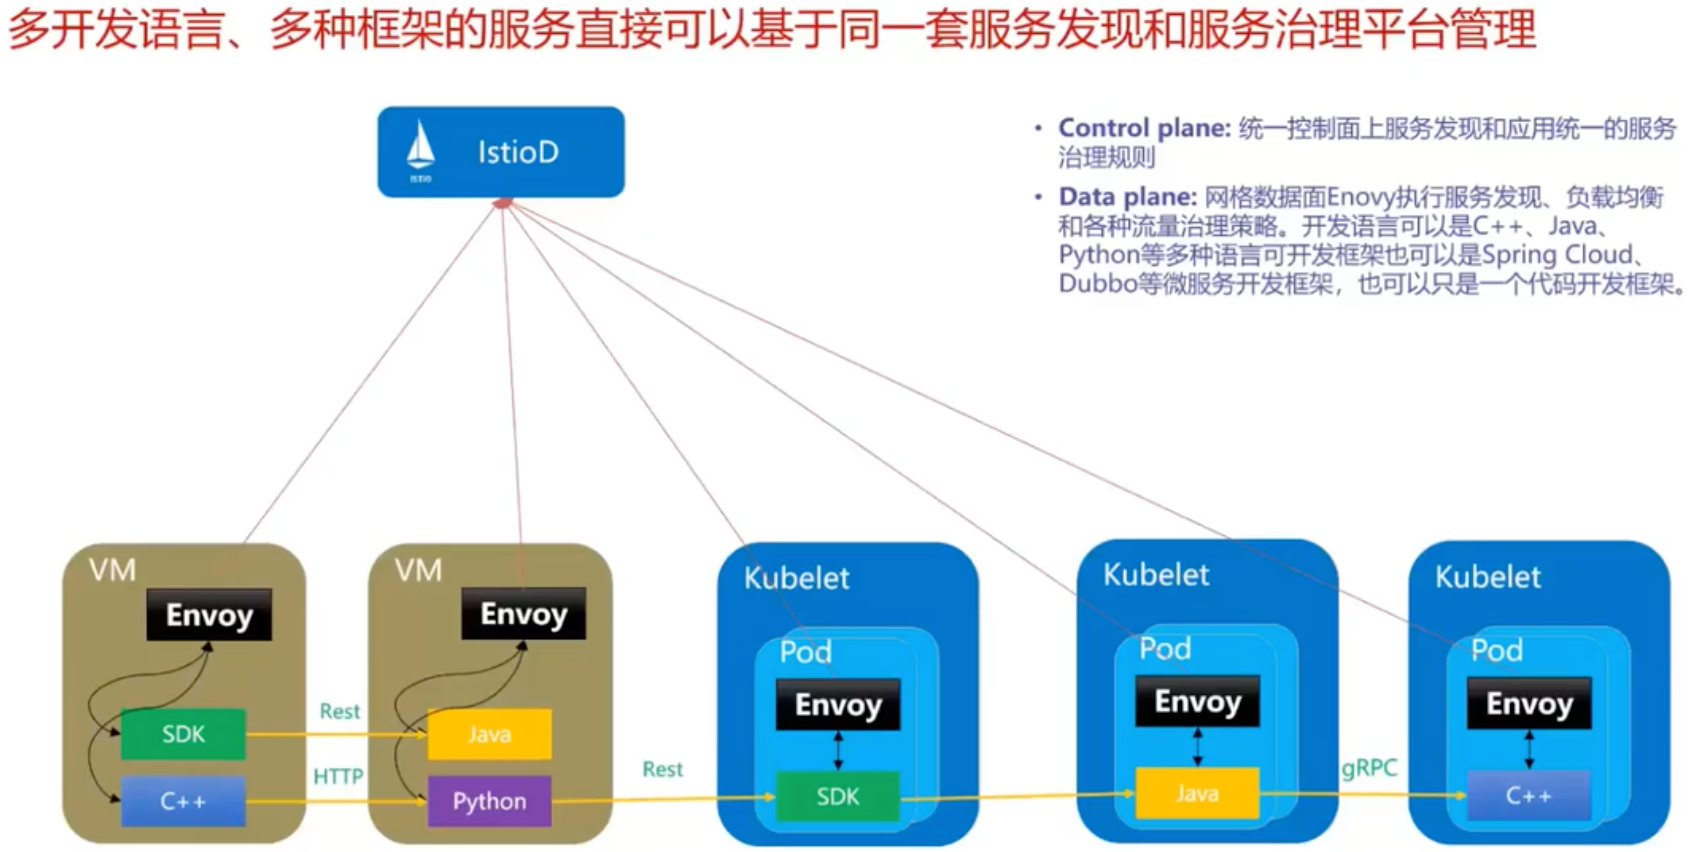 多开发语言、多种框架的服务直接可以基于同一套服务发现和服务治理平台管理
ISTIO
IstioD
• Control plane: 统一控制面上服务发现和应用统一的服务
治理规则
• Data plane: 网格数据面Enovy执行服务发现、负载均衡
和各种流量治理策略。开发语言可以是C++、Java、
Python等多种语言可开发框架也可以是Spring Cloud、
Dubbo等微服务开发框架，也可以只是一个代码开发框架。
VM
Envoy
SDK
C++
Rest
HTTP
VM
Envoy
Java
Python
Rest
Kubelet
Pod
Envoy
SDK
Kubelet
Pod
Envoy
Java
gRPC
Kubelet
Pod
Envoy
C++